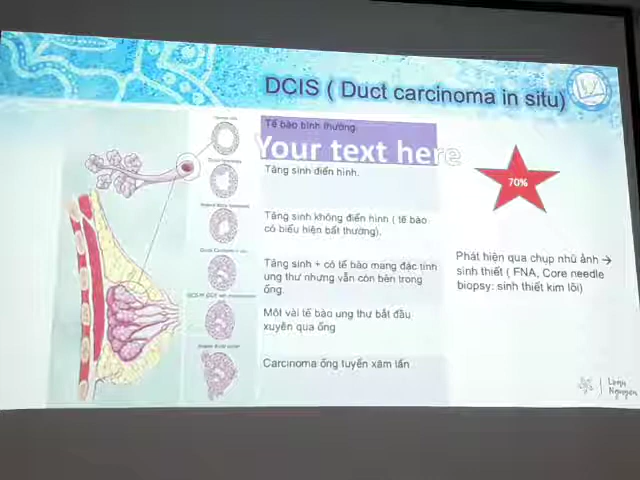 DCIS ( Duct carcinoma in situ)
Tế bào bình thường.
Your text here
Tăng sinh điển hình.
70%
Tăng sinh không điển hình ( tế bào
có biểu hiện bất thường).
Tăng sinh + có tế bào mang đặc tính
ung thư nhưng vẫn còn bên trong
ống.
Phát hiện qua chụp nhũ ảnh →
sinh thiết ( FNA, Core needle
biopsy: sinh thiết kim lõi)
Một vài tế bào ung thư bắt đầu
xuyên qua ống
Carcinoma ống tuyến xâm lấn
Nguyen